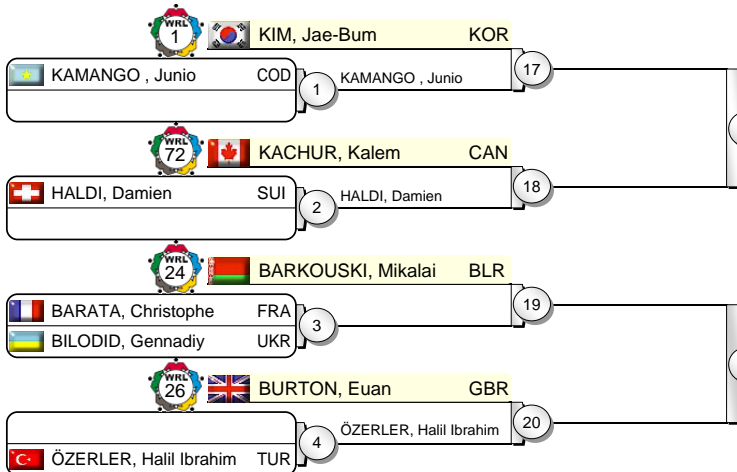 WRL
1
KIM, Jae-Bum KOR
KAMANGO , Junio COD
1
KAMANGO , Junio
17
WRL
72
KACHUR, Kalem CAN
HALDI, Damien SUI
2
HALDI, Damien
18
WRL
24
BARKOUSKI, Mikalai BLR
BARATA, Christophe FRA
BILODID, Gennadiy UKR
3
19
WRL
26
BURTON, Euan GBR
ÖZERLER, Halil Ibrahim TUR
4
ÖZERLER, Halil Ibrahim
20